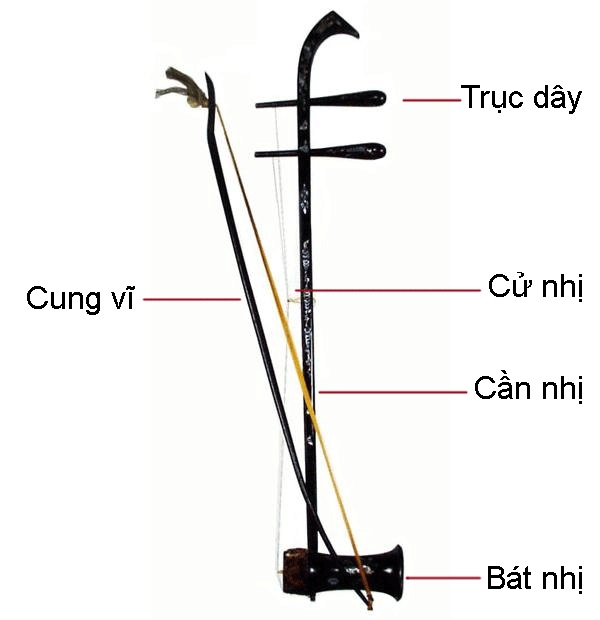 Trục dây
Cử nhị
Cung vĩ
Cần nhị
Bát nhị